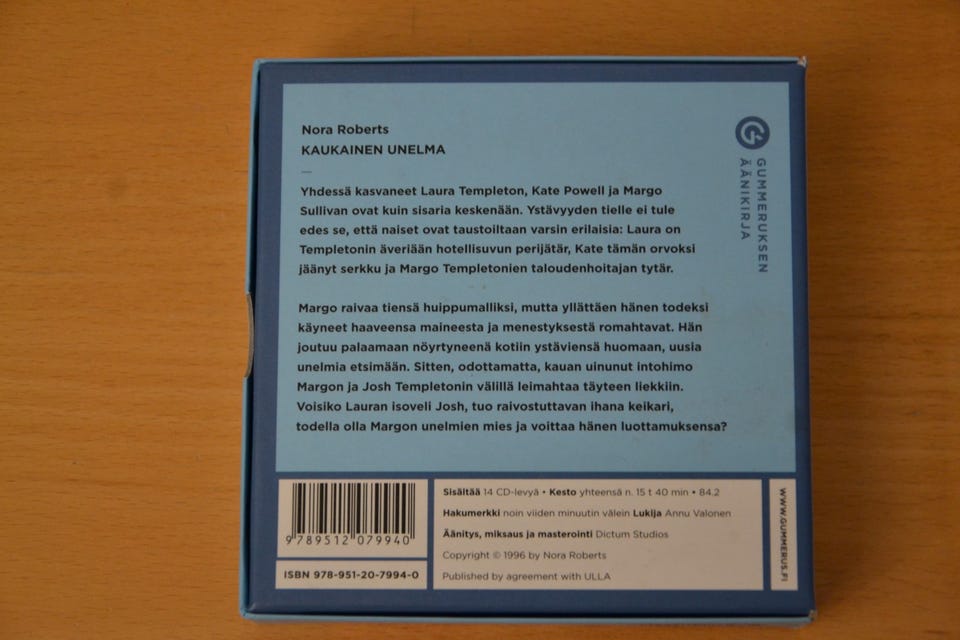 Nora Roberts
KAUKAINEN UNELMA
—
Yhdessä kasvaneet Laura Templeton, Kate Powell ja Margo
Sullivan ovat kuin sisaria keskenään. Ystävyyden tielle ei tule
edes se, että naiset ovat taustoiltaan varsin erilaisia: Laura on
Templetonin äveriään hotellisuvun perijätär, Kate tämän orvoksi
jäänyt serkku ja Margo Templetonien taloudenhoitajan tytär.
Margo raivaa tiensä huippumalliksi, mutta yllättäen hänen todeksi
käyneet haaveensa maineesta ja menestyksestä romahtavat. Hän
joutuu palaamaan nöyrtyneenä kotiin ystäviensä huomaan, uusia
unelmia etsimään. Sitten, odottamatta, kauan uinunut intohimo
Margon ja Josh Templetonin välillä leimahtaa täyteen liekkiin.
Voisiko Lauran isoveli Josh, tuo raivostuttavan ihana keikari,
todella olla Margon unelmien mies ja voittaa hänen luottamuksensa?
GUMMERUKSEN
ÄÄNIKIRJA
9789512079940
ISBN 978-951-20-7994-0
Sisältää 14 CD-levyä • Kesto yhteensä n. 15 t 40 min • 84.2
Hakumerkki noin viiden minuutin välein Lukija Annu Valonen
Äänitys, miksaus ja masterointi Dictum Studios
Copyright © 1996 by Nora Roberts
Published by agreement with ULLA
WWW.GUMMERUS.FI